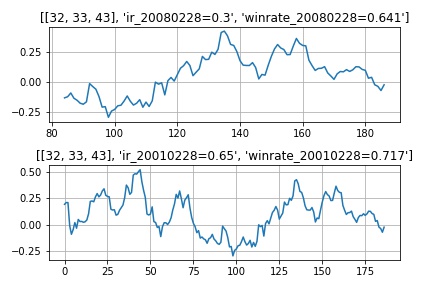 [[32, 33, 43], 'ir_20080228=0.3', 'winrate_20080228=0.641']
0.25
0.00
−0.25
80 100 120 140 160 180
[[32, 33, 43], 'ir_20010228=0.65', 'winrate_20010228=0.717']
0.50
0.25
0.00
−0.25
0 25 50 75 100 125 150 175